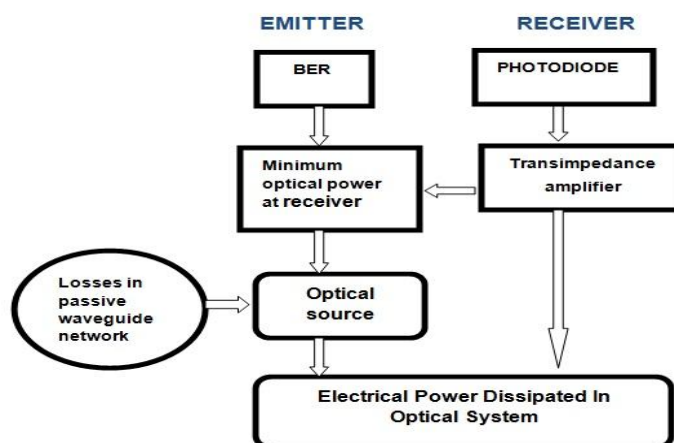 EMITTER
RECEIVER
BER
PHOTODIODE
Minimum
optical power
at receiver
Transimpedance
amplifier
Losses in
passive
waveguide
network
Optical
source
Electrical Power Dissipated In
Optical System